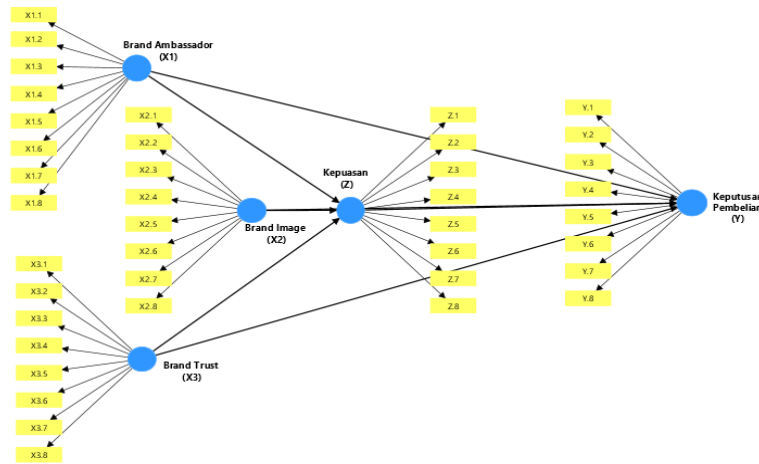 X1.1
X1.2
X1.3
X1.4
X1.5
X1.6
X1.7
X1.8
Brand Ambassador
(X1)
X2.1
X2.2
X2.3
X2.4
X2.5
X2.6
X2.7
X2.8
Brand Image
(X2)
X3.1
X3.2
X3.3
X3.4
X3.5
X3.6
X3.7
X3.8
Brand Trust
(X3)
Kepuasan
(Z)
Z.1
Z.2
Z.3
Z.4
Z.5
Z.6
Z.7
Z.8
Y.1
Y.2
Y.3
Y.4
Y.5
Y.6
Y.7
Y.8
Keputusan
Pembelian
(Y)